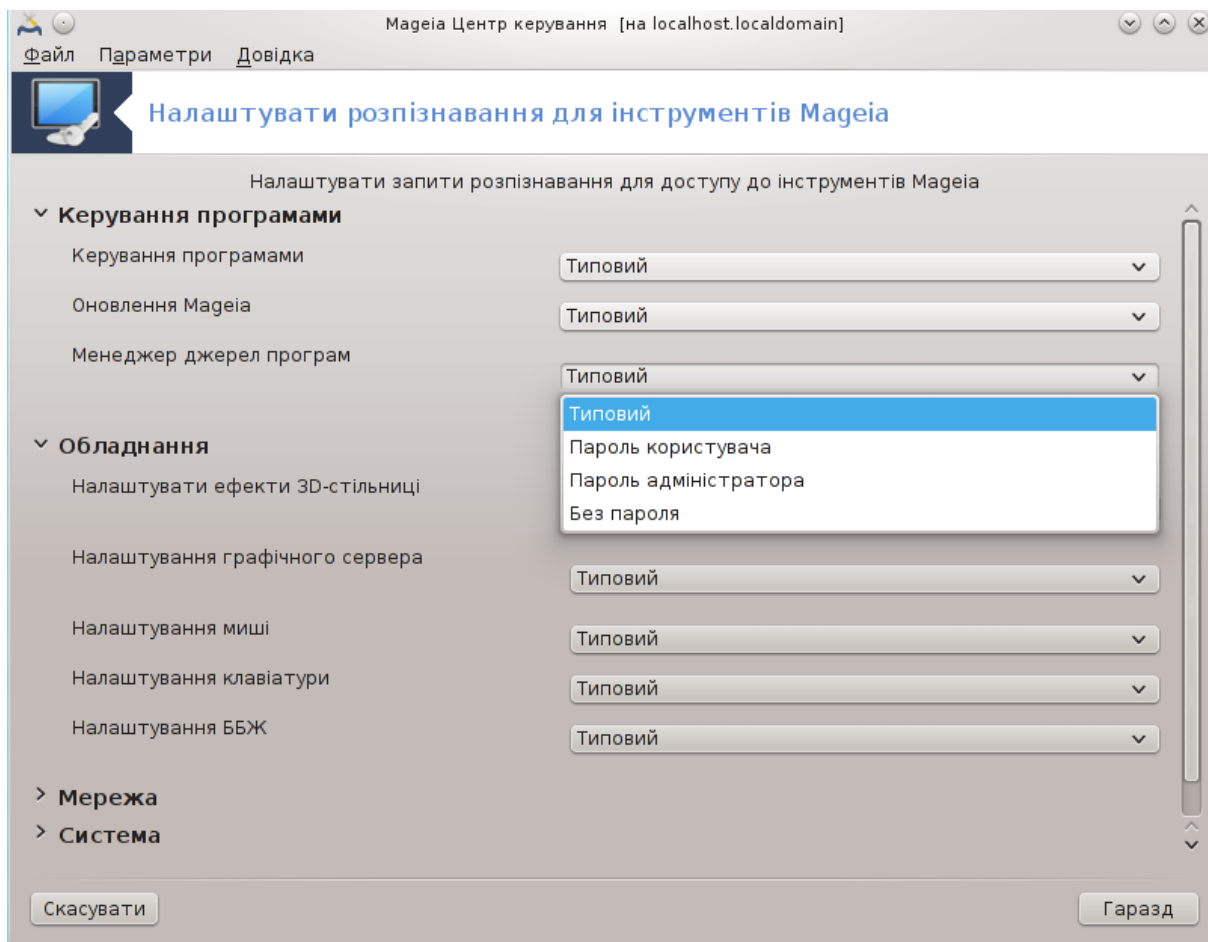 Mageia Центр керування [на localhost.localdomain]
Файл Параметри Довідка
Налаштувати розпізнавання для інструментів Mageia
Налаштувати запити розпізнавання для доступу до інструментів Mageia
Керування програмами
Керування програмами
Типовий
Оновлення Mageia
Типовий
Менеджер джерел програм
Типовий
Типовий
Пароль користувача
Пароль адміністратора
Без пароля
Обладнання
Налаштувати ефекти 3D-стільниці
Налаштування графічного сервера
Типовий
Налаштування миші
Типовий
Налаштування клавіатури
Типовий
Налаштування ББЖ
Типовий
Мережа
Система
Скасувати
Гаразд